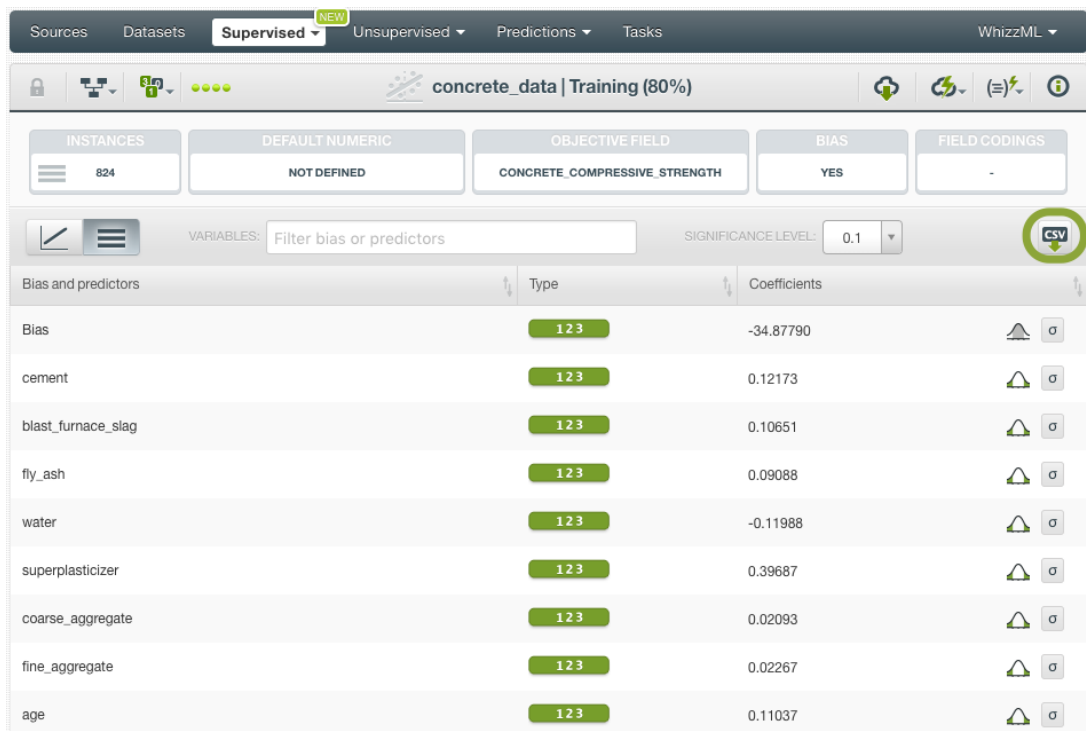 NEW
Sources Datasets Supervised Unsupervised Predictions Tasks WhizzML
concrete_data | Training (80%)
INSTANCES DEFAULT NUMERIC OBJECTIVE FIELD BIAS FIELD CODINGS
824 NOT DEFINED CONCRETE_COMPRESSIVE_STRENGTH YES -
VARIABLES: Filter bias or predictors SIGNIFICANCE LEVEL: 0.1 CSV
Bias and predictors Type Coefficients
Bias 123 -34.87790 σ
cement 123 0.12173 σ
blast_furnace_slag 123 0.10651 σ
fly_ash 123 0.09088 σ
water 123 -0.11988 σ
superplasticizer 123 0.39687 σ
coarse_aggregate 123 0.02093 σ
fine_aggregate 123 0.02267 σ
age 123 0.11037 σ